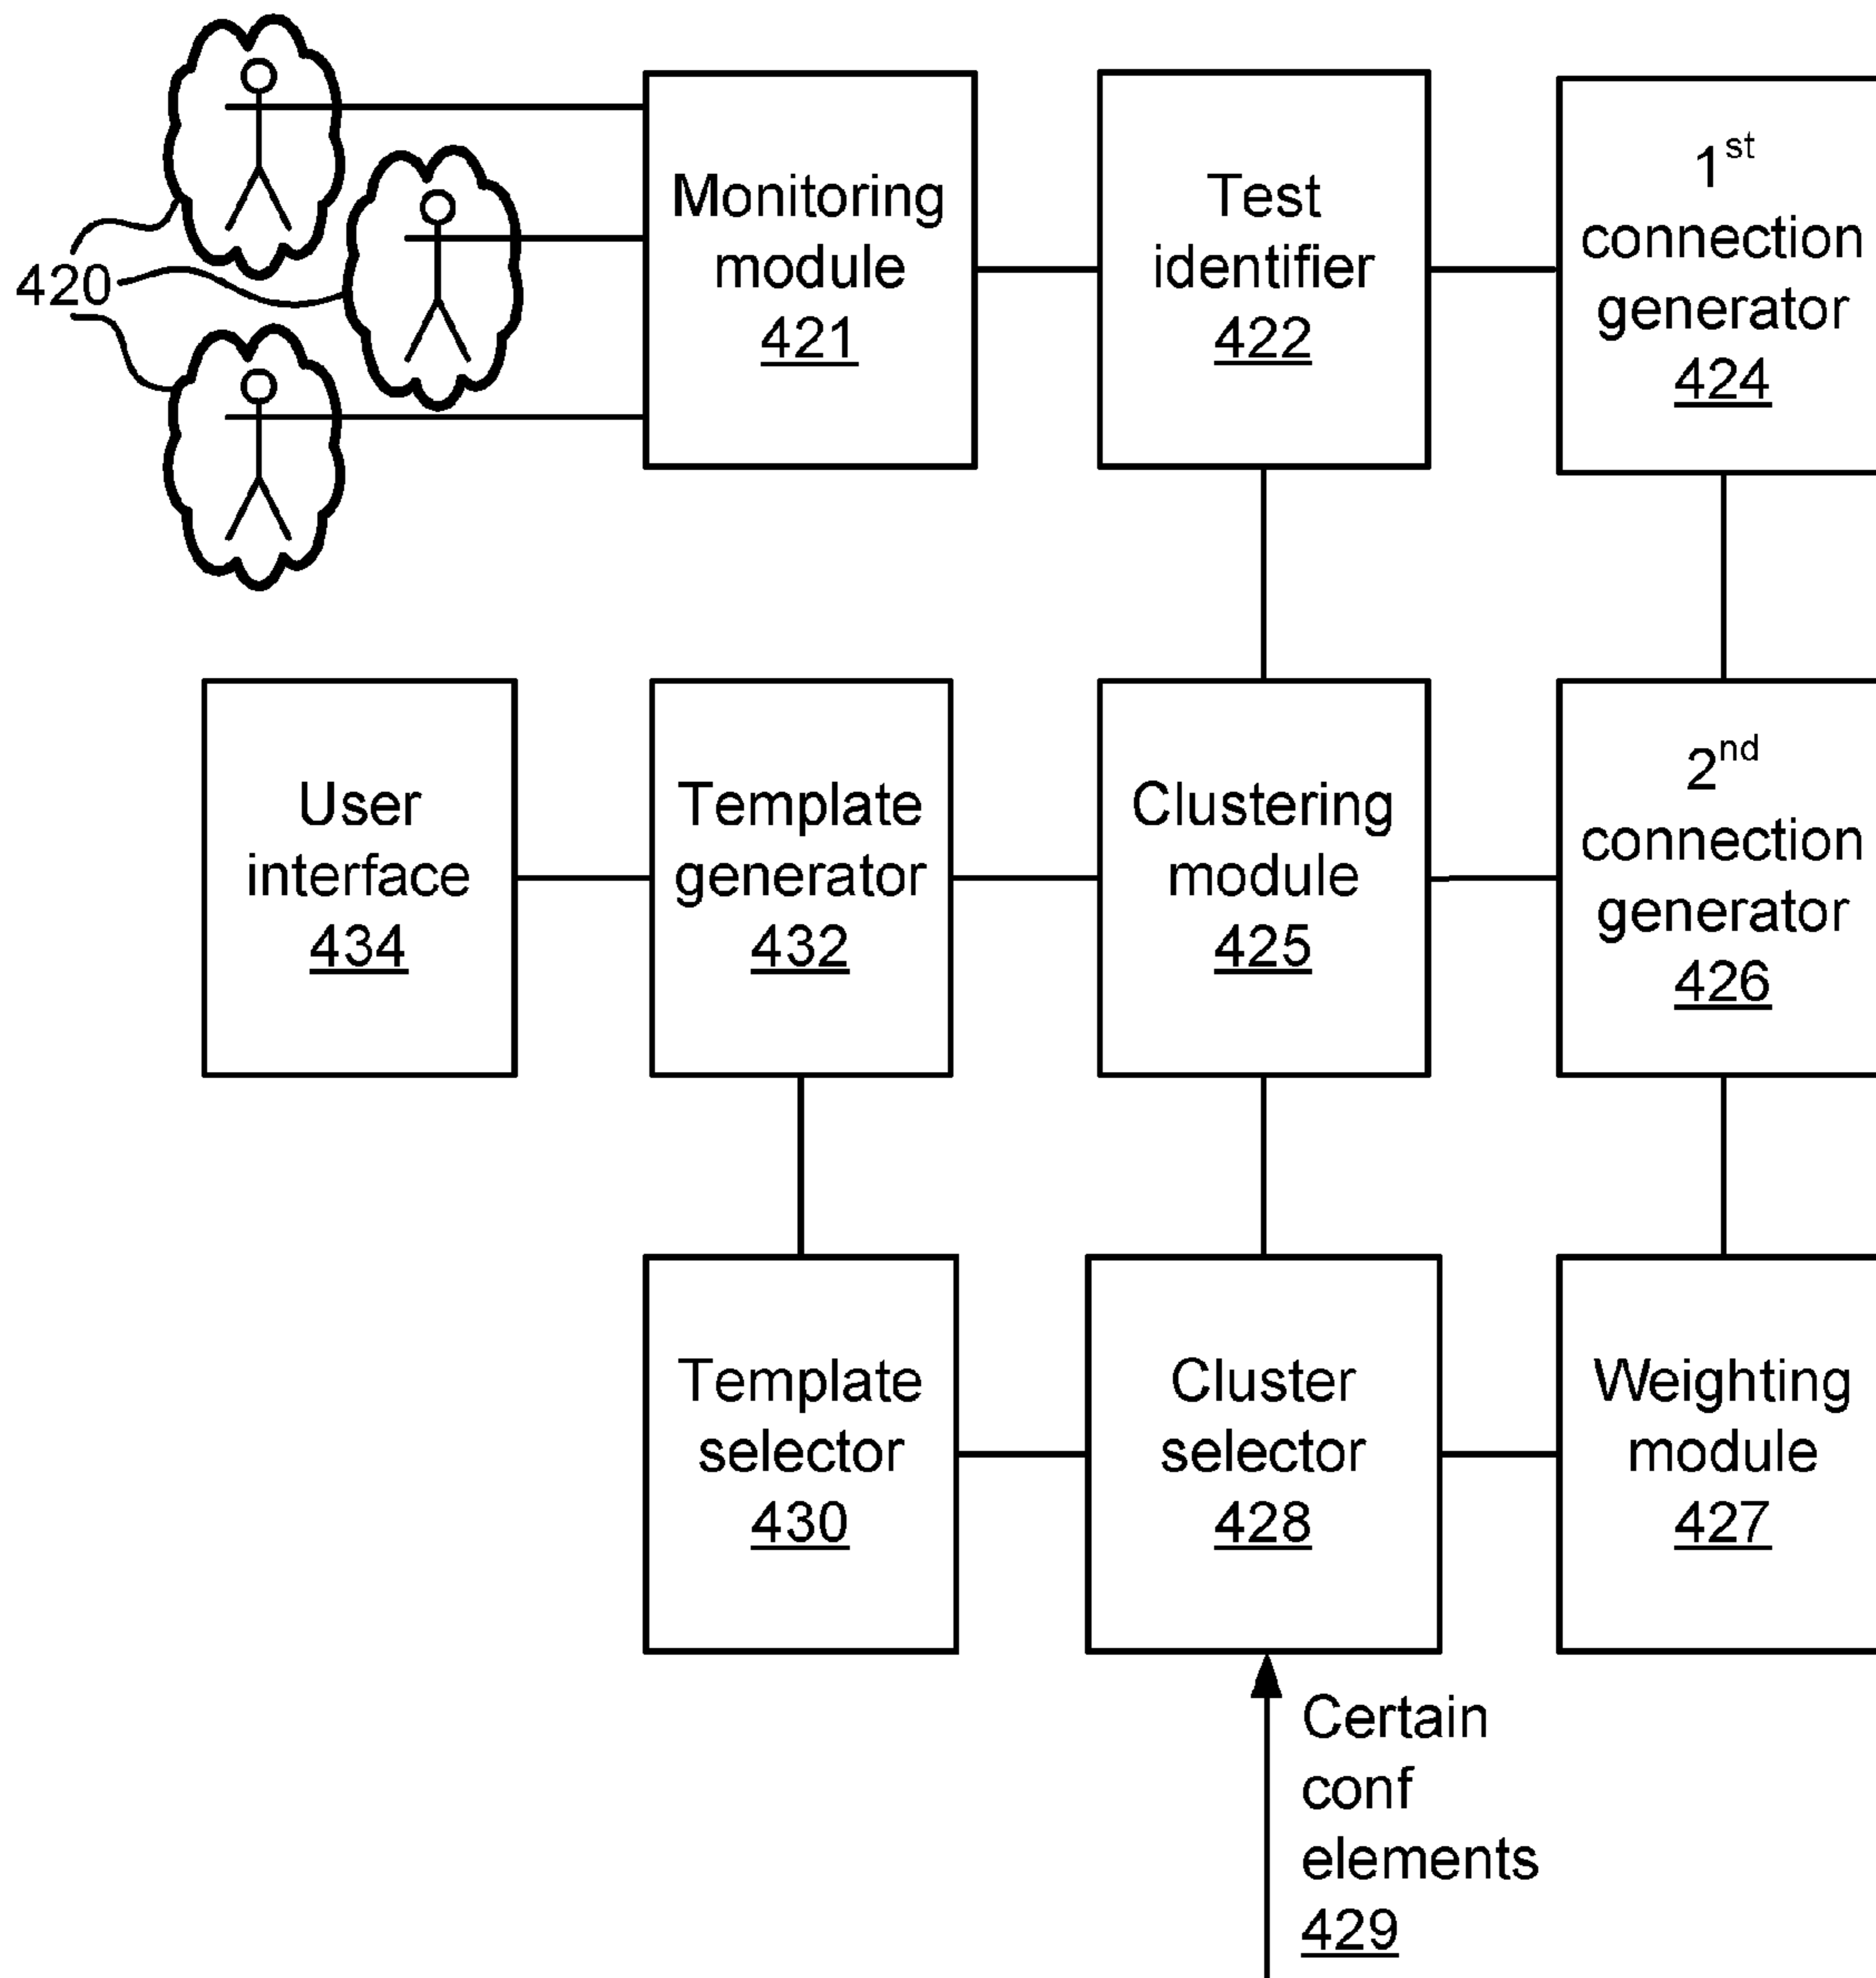 420
Monitoring
module
421
Test
identifier
422
1st
connection
generator
424
User
interface
434
Template
generator
432
Clustering
module
425
2nd
connection
generator
426
Template
selector
430
Cluster
selector
428
Weighting
module
427
Certain
conf
elements
429